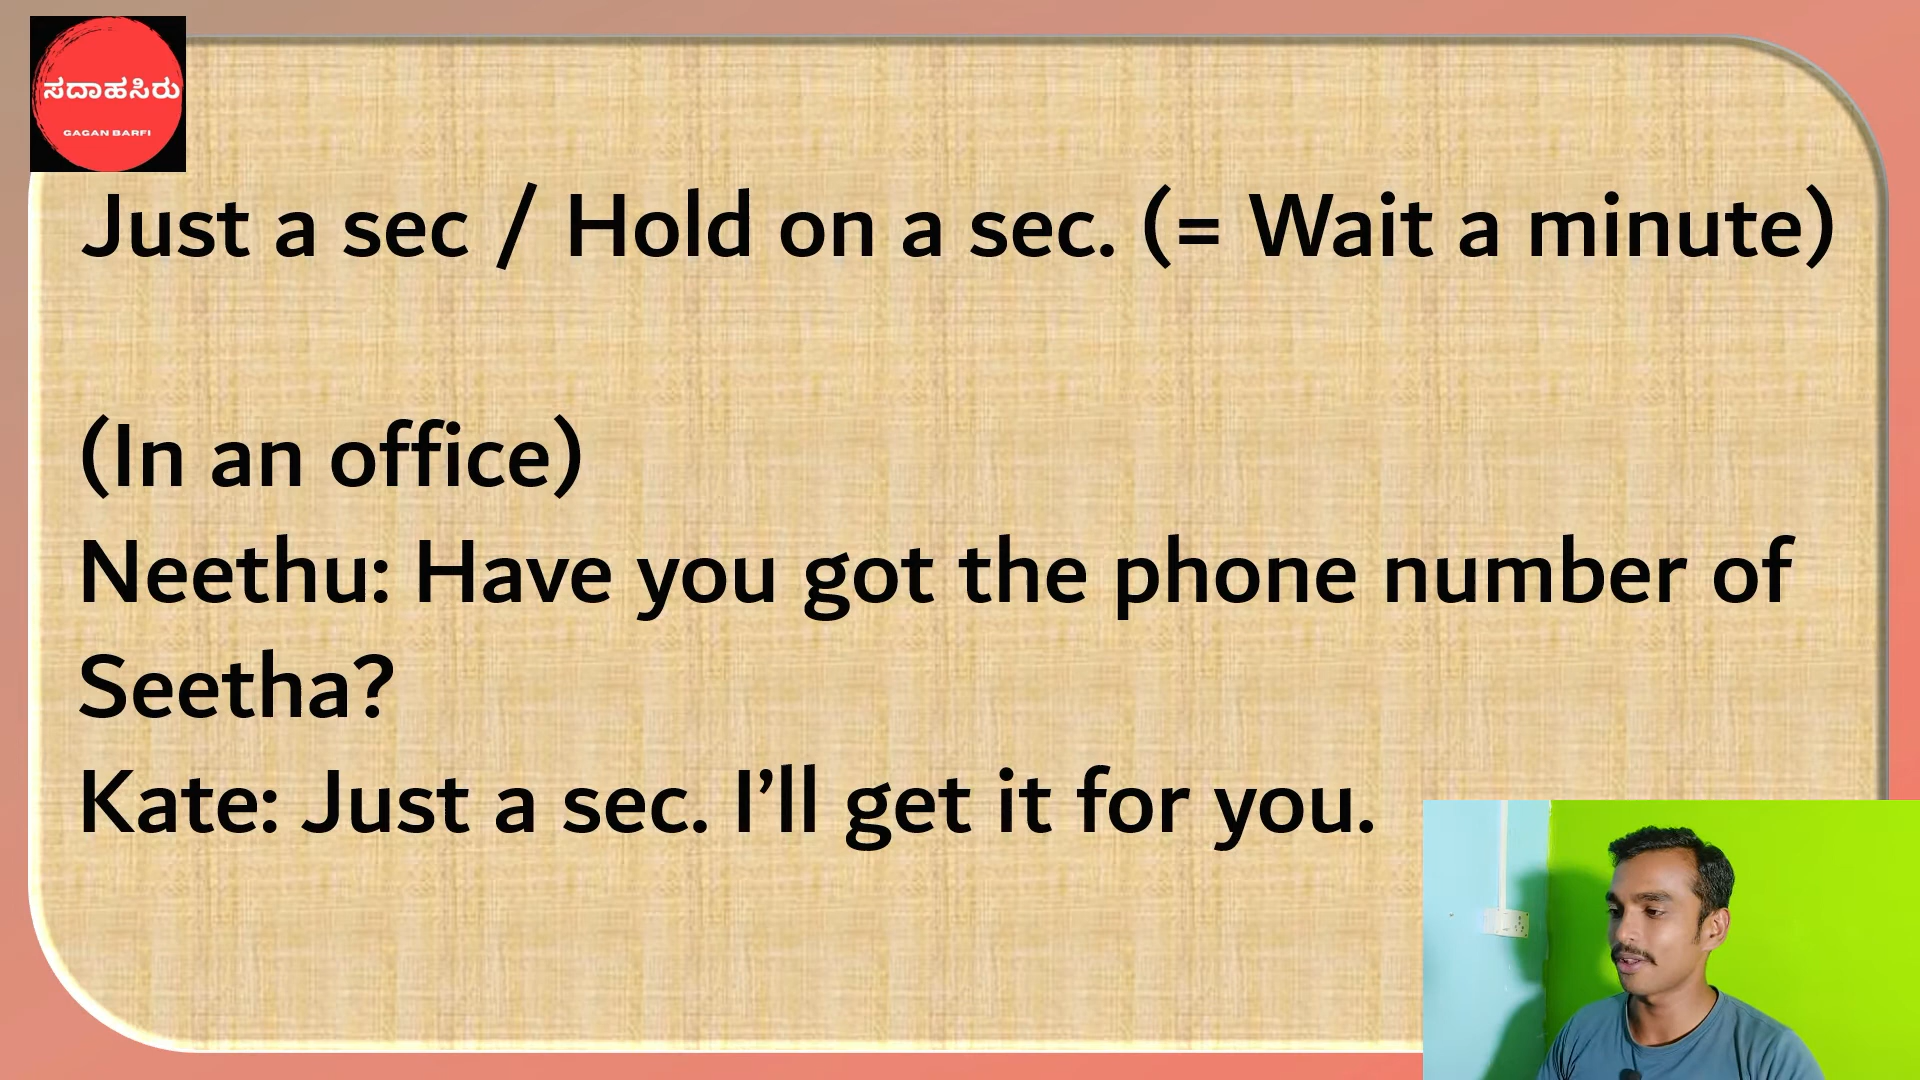 ಸದಾಹಸಿರು
GAGAN BARFI
Just a sec / Hold on a sec. (= Wait a minute)
(In an office)
Neethu: Have you got the phone number of
Seetha?
Kate: Just a sec. I’ll get it for you.